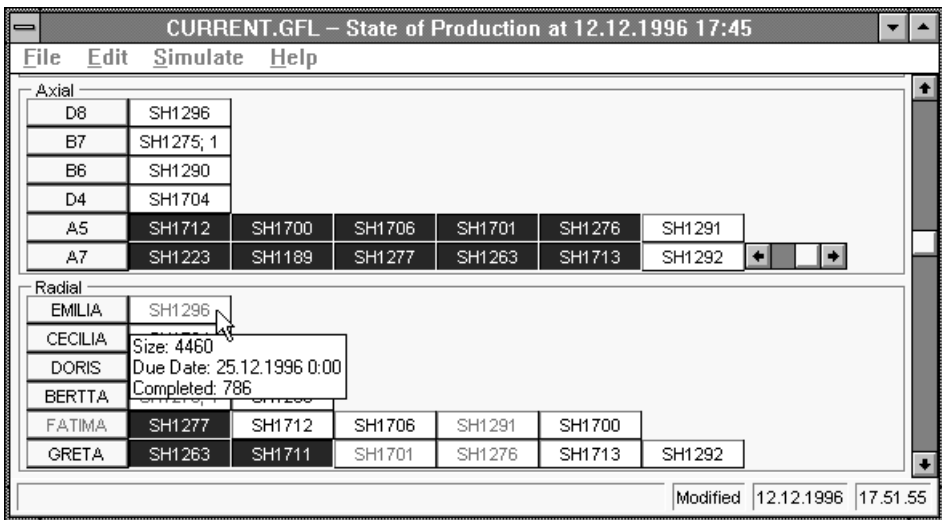 CURRENT.GFL – State of Production at 12.12.1996 17:45
File Edit Simulate Help
Axial
D8 SH1296
B7 SH1275; 1
B6 SH1290
D4 SH1704
A5 SH1712 SH1700 SH1706 SH1701 SH1276 SH1291
A7 SH1223 SH1189 SH1277 SH1263 SH1713 SH1292
Radial
EMILIA SH1296
CECILIA
Size: 4460
DORIS Due Date: 25.12.1996 0:00
Completed: 786
BERTTA
FATIMA SH1277 SH1712 SH1706 SH1291 SH1700
GRETA SH1263 SH1711 SH1701 SH1276 SH1713 SH1292
Modified 12.12.1996 17.51.55